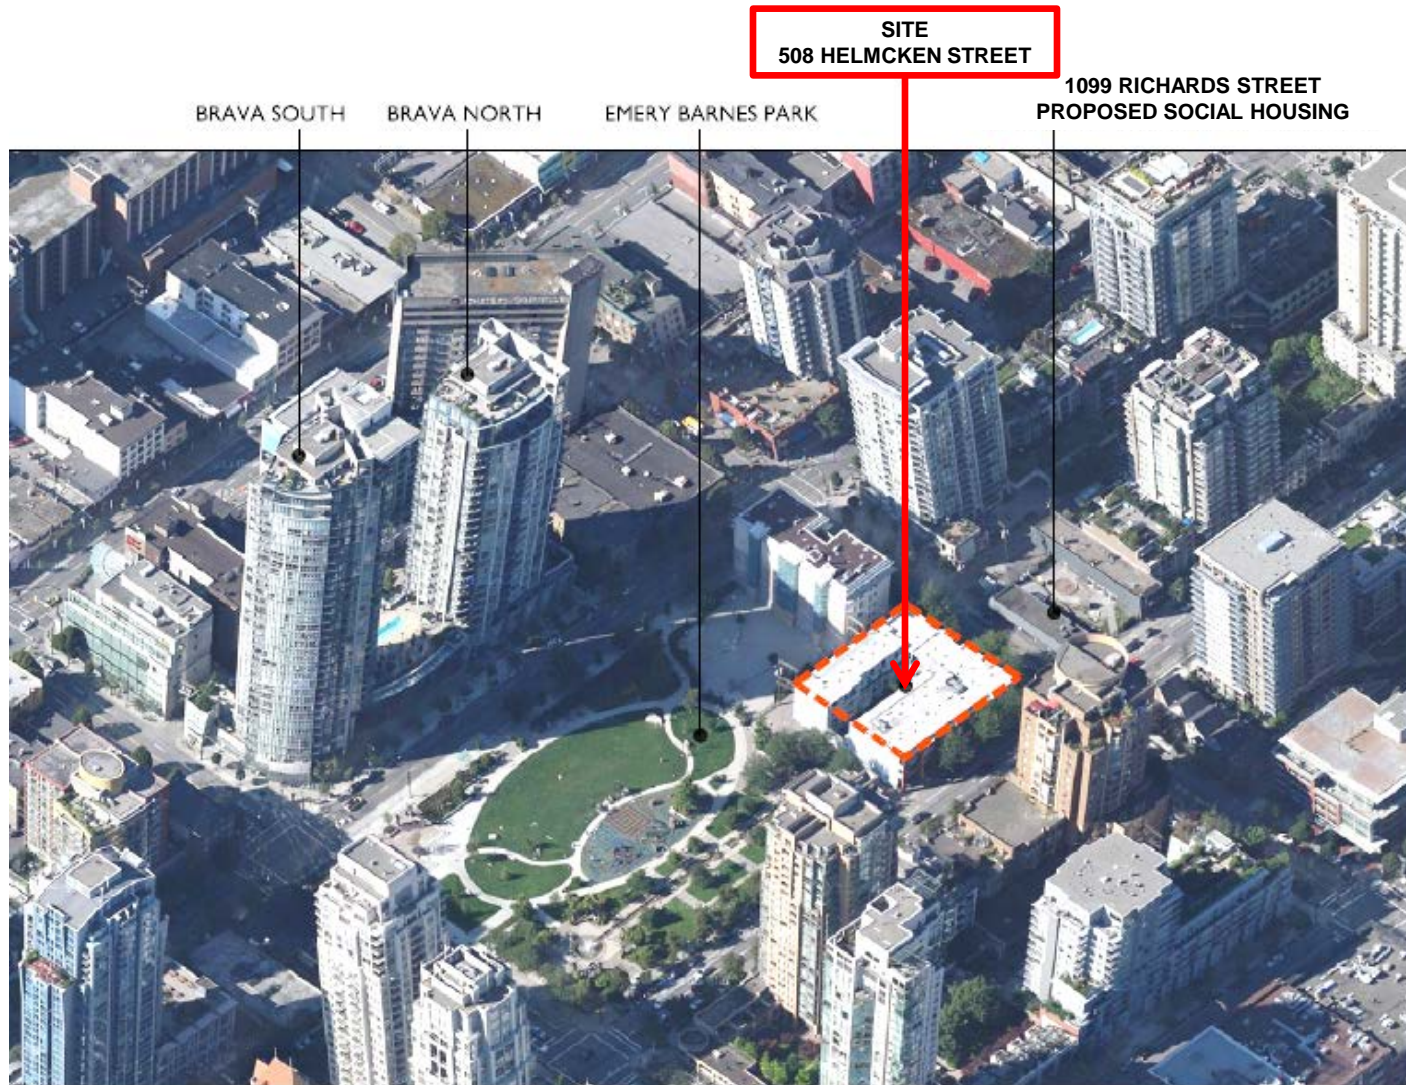 SITE
508 HELMCKEN STREET
1099 RICHARDS STREET
PROPOSED SOCIAL HOUSING
BRAVA SOUTH
BRAVA NORTH
EMERY BARNES PARK